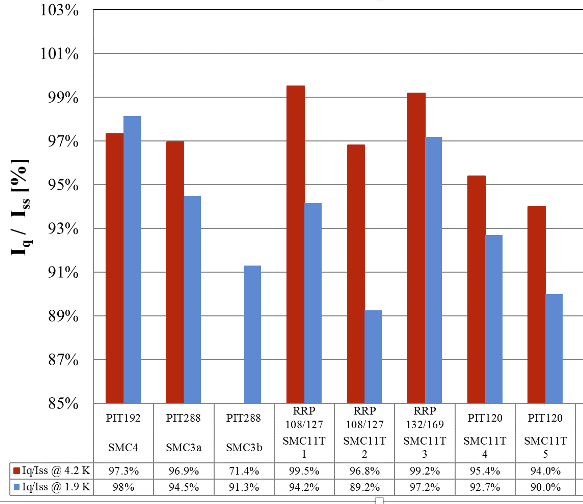 103%
101%
99%
97%
95%
93%
91%
89%
87%
85%
Iq / Iss [%]
PIT192 PIT288 PIT288 RRP 108/127 RRP 108/127 RRP 132/169 PIT120 PIT120
SMC4 SMC3a SMC3b SMC11T 1 SMC11T 2 SMC11T 3 SMC11T 4 SMC11T 5
Iq/Iss @ 4.2 K 97.3% 96.9% 71.4% 99.5% 96.8% 99.2% 95.4% 94.0%
Iq/Iss @ 1.9 K 98% 94.5% 91.3% 94.2% 89.2% 97.2% 92.7% 90.0%